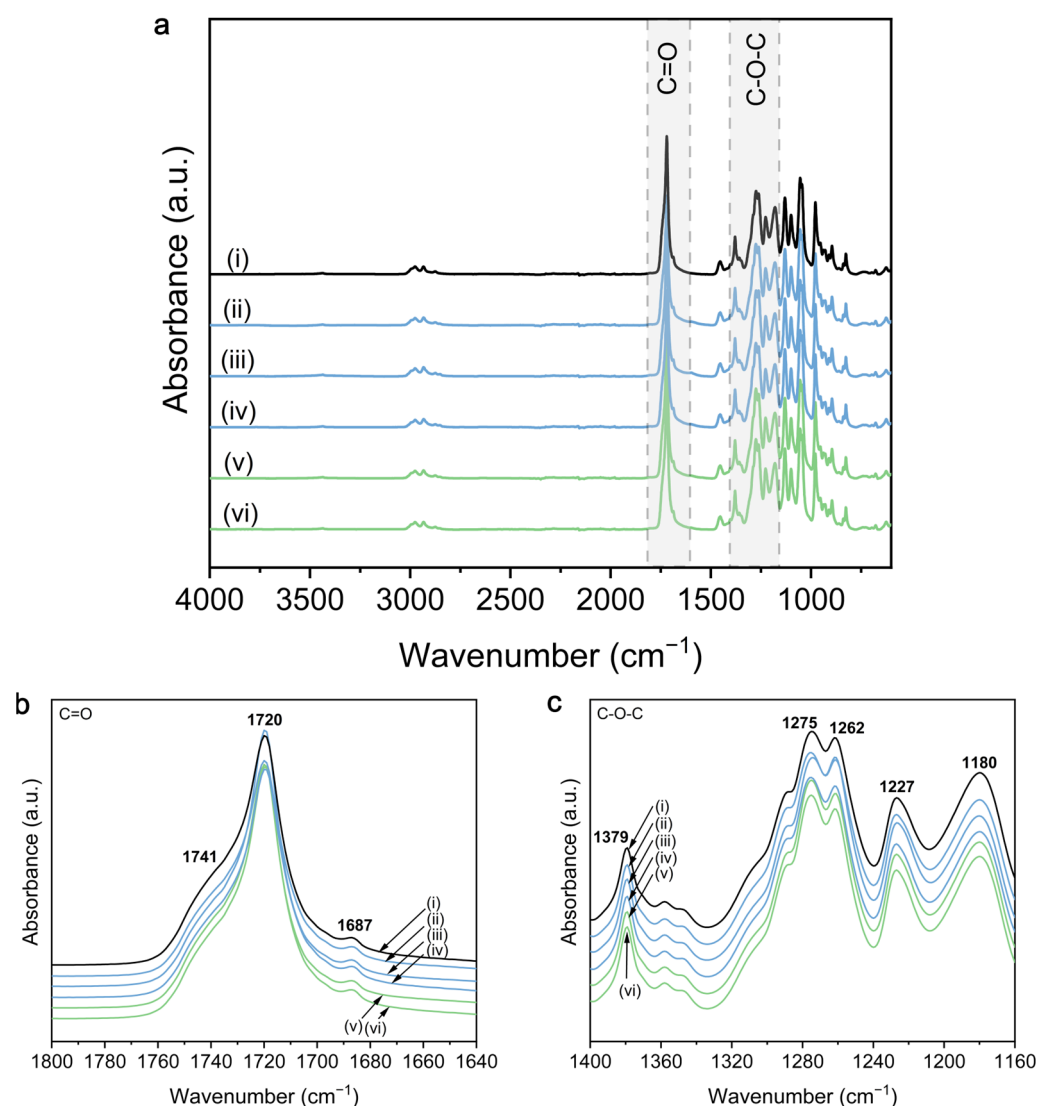 a
C=O
C-O-C
Absorbance (a.u.)
(i)
(ii)
(iii)
(iv)
(v)
(vi)
4000 3500 3000 2500 2000 1500 1000
Wavenumber (cm⁻¹)
b
C=O
1720
1741
1687
(i)
(ii)
(iii)
(iv)
(v) (vi)
Absorbance (a.u.)
1800 1780 1760 1740 1720 1700 1680 1660 1640
Wavenumber (cm⁻¹)
c
C-O-C
1275 1262
1227
1180
1379
(i)
(ii)
(iii)
(iv)
(v)
(vi)
Absorbance (a.u.)
1400 1360 1320 1280 1240 1200 1160
Wavenumber (cm⁻¹)